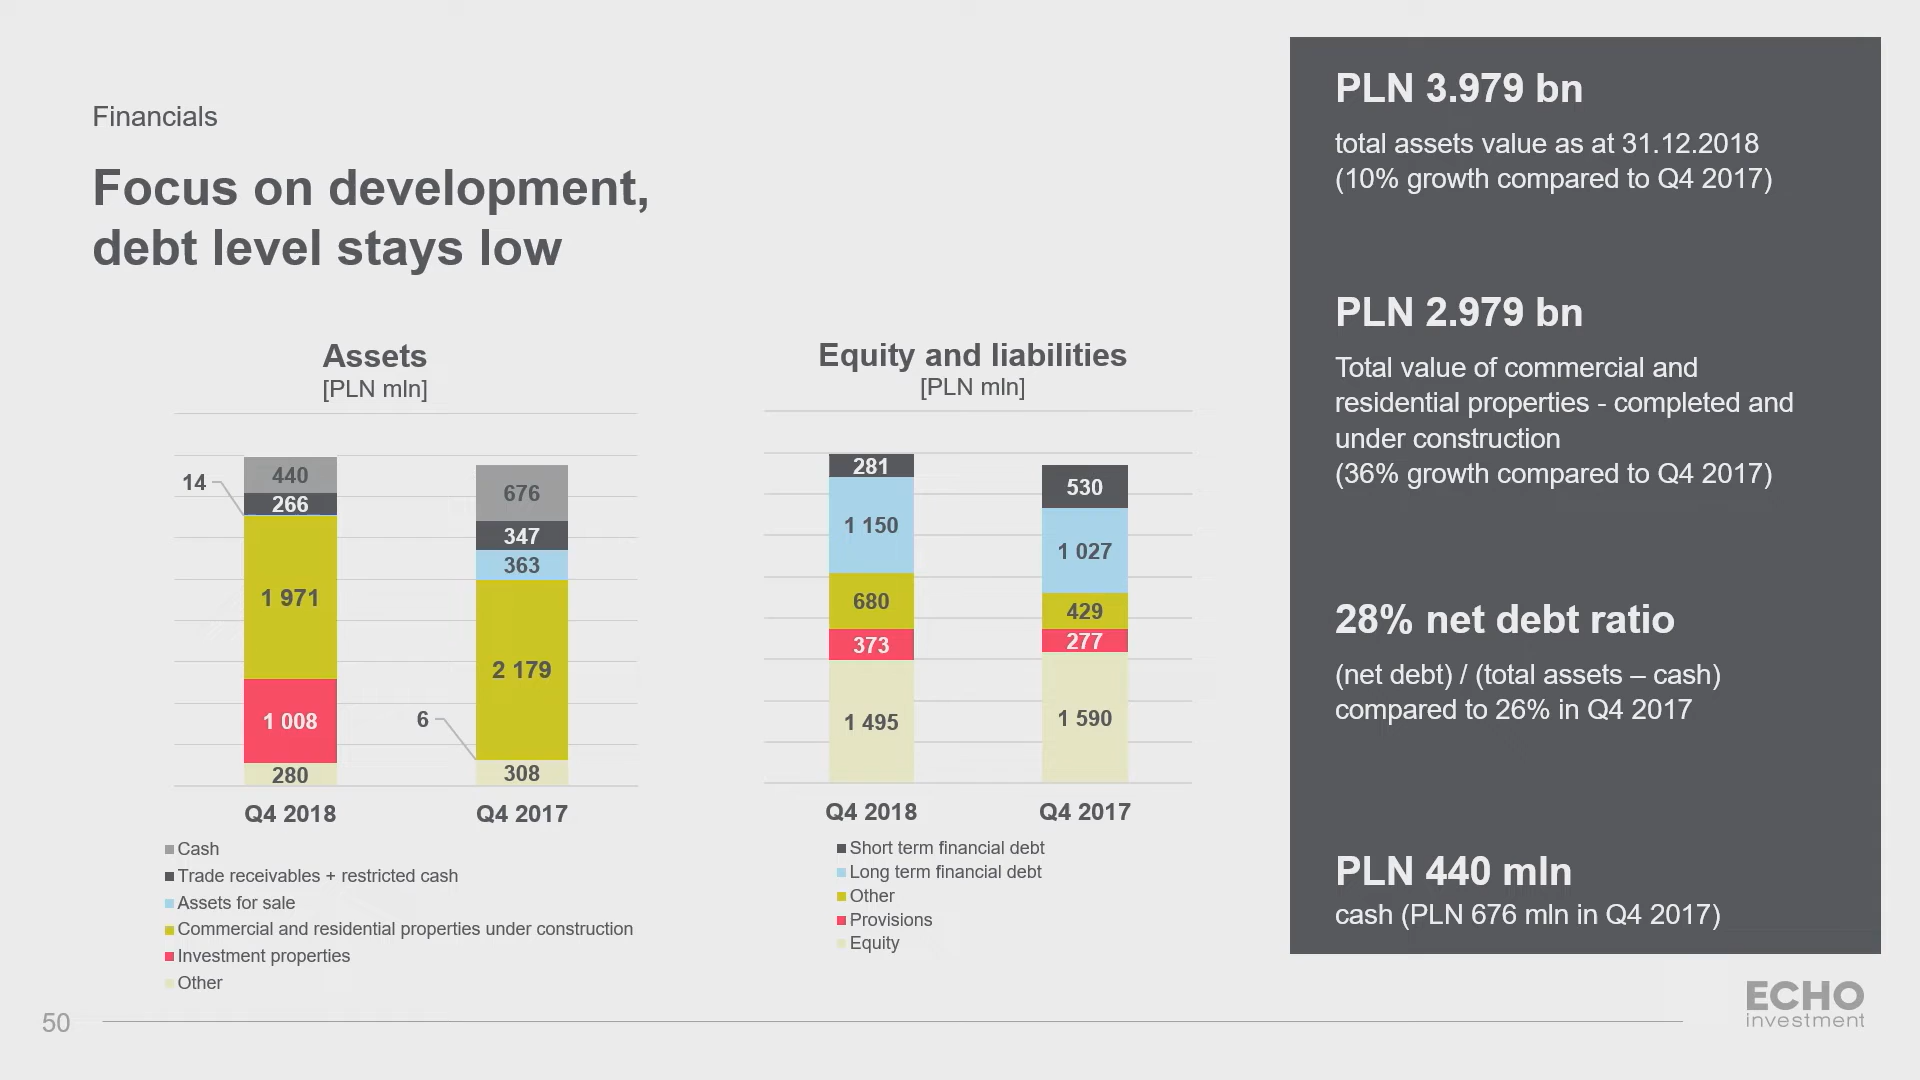 Financials
Focus on development,
debt level stays low
Assets
[PLN mln]
440
14
266
1 971
1 008
280
676
347
363
2 179
6
308
Q4 2018
Q4 2017
Cash
Trade receivables + restricted cash
Assets for sale
Commercial and residential properties under construction
Investment properties
Other
Equity and liabilities
[PLN mln]
281
1 150
680
373
1 495
530
1 027
429
277
1 590
Q4 2018
Q4 2017
Short term financial debt
Long term financial debt
Other
Provisions
Equity
PLN 3.979 bn
total assets value as at 31.12.2018
(10% growth compared to Q4 2017)
PLN 2.979 bn
Total value of commercial and
residential properties - completed and
under construction
(36% growth compared to Q4 2017)
28% net debt ratio
(net debt) / (total assets – cash)
compared to 26% in Q4 2017
PLN 440 mln
cash (PLN 676 mln in Q4 2017)
50
ECHO
investment